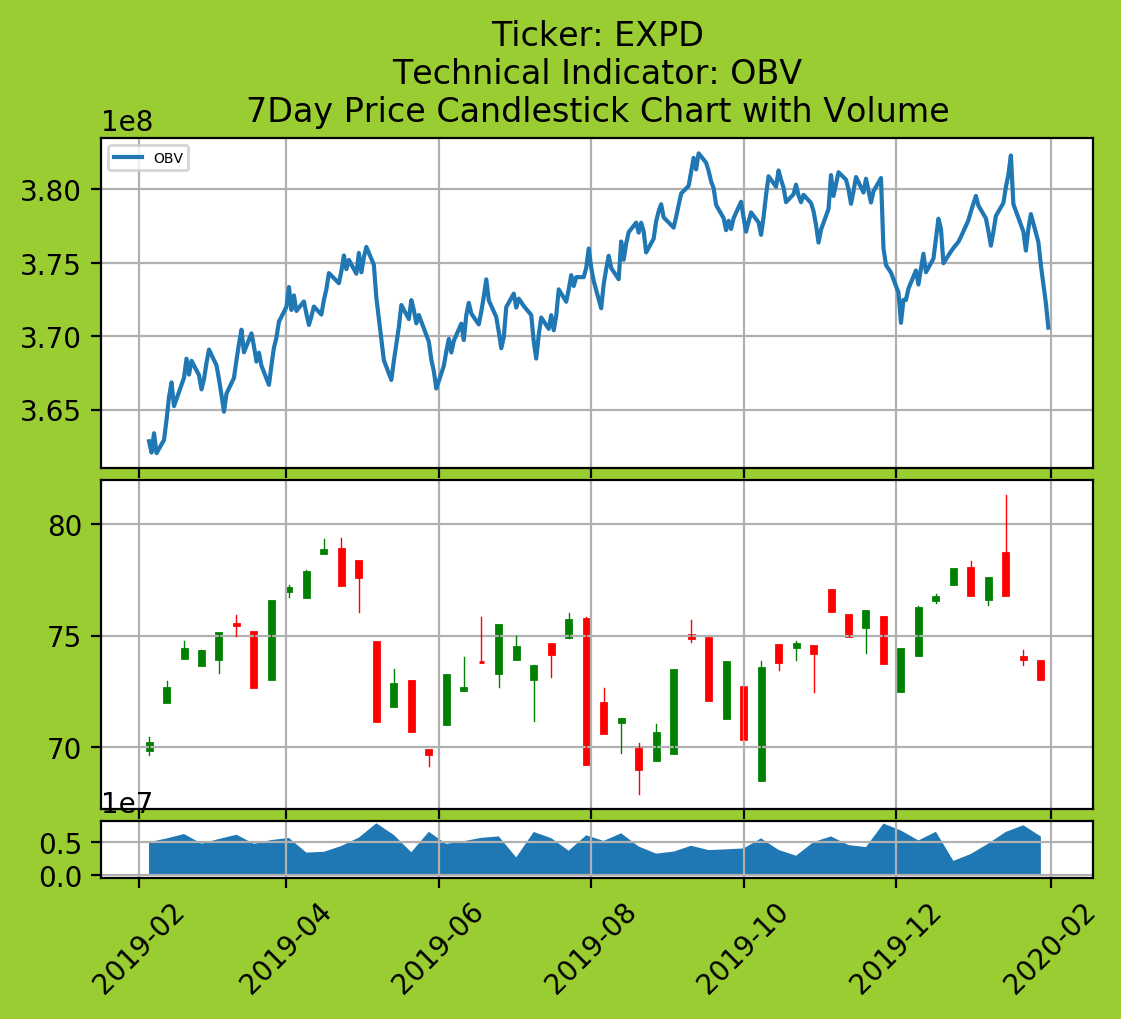 Ticker: EXPD
Technical Indicator: OBV
7Day Price Candlestick Chart with Volume
1e8
OBV
3.80
3.75
3.70
3.65
80
75
70
1e7
0.5
0.0
2019-02
2019-04
2019-06
2019-08
2019-10
2019-12
2020-02